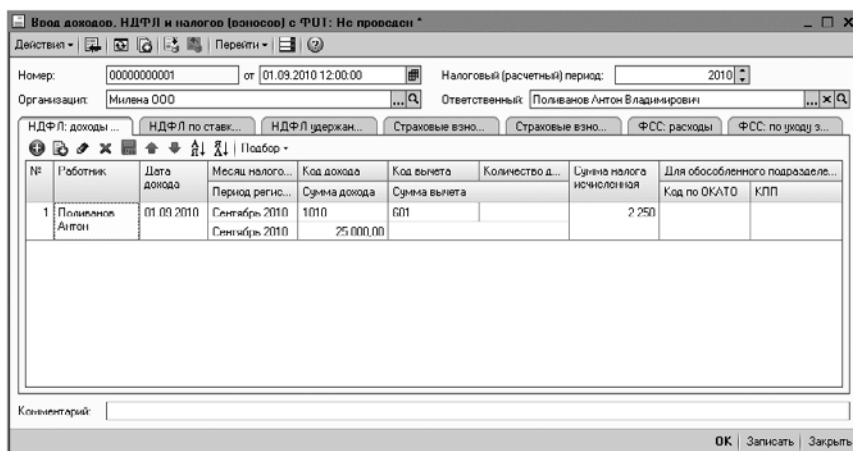 Ввод доходов, НДФЛ и налогов (взносов) с ФОТ: Не проведен *
Действия Перейти
Номер: 00000000001 от 01.09.2010 12:00:00 Налоговый (расчетный) период: 2010
Организация: Милена ООО ... Ответственный: Поливанов Антон Владимирович ...
НДФЛ: доходы ... НДФЛ по ставк... НДФЛ удержан... Страховые взно... Страховые взно... ФСС: расходы ФСС: по уходу з...
Подбор
№ Работник Дата дохода Месяц налого... Код дохода Код вычета Количество д... Сумма налога исчисленная Для обособленного подразделе...
Период регис... Сумма дохода Сумма вычета Код по ОКАТО КПП
1 Поливанов Антон 01.09.2010 Сентябрь 2010 1010 601 2 250
Сентябрь 2010 25 000,00
Комментарий:
OK Записать Закрыть